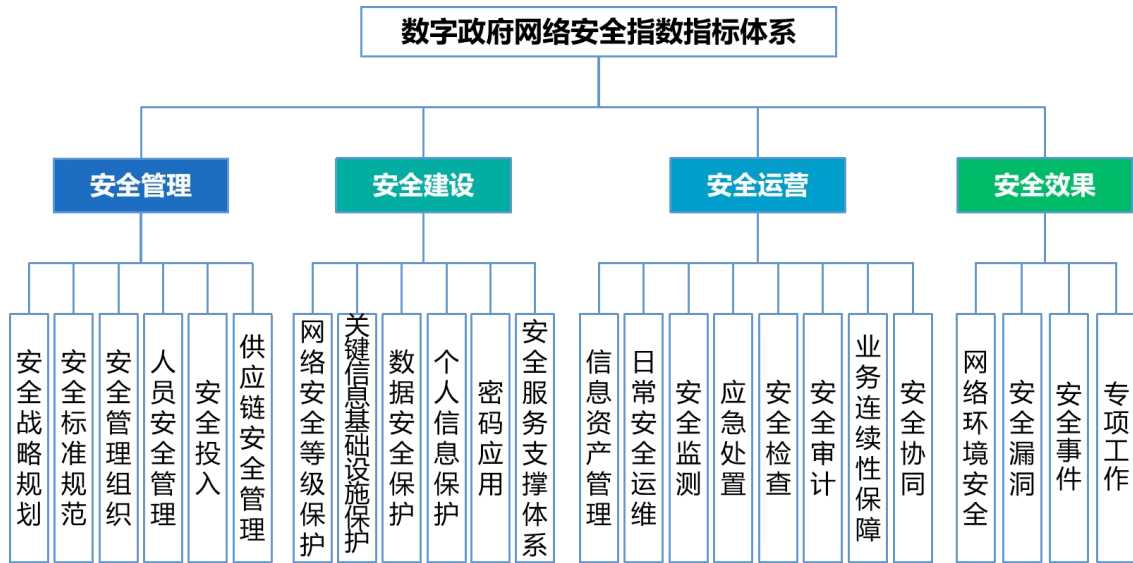 数字政府网络安全指数指标体系
安全管理
安全建设
安全运营
安全效果
安全战略规划
安全标准规范
安全管理组织
人员安全管理
安全投入
供应链安全管理
网络安全等级保护
关键信息基础设施保护
数据安全保护
个人信息保护
密码应用
安全服务支撑体系
信息资产管理
日常安全运维
安全监测
应急处置
安全检查
安全审计
业务连续性保障
安全协同
网络环境安全
安全漏洞
安全事件
专项工作